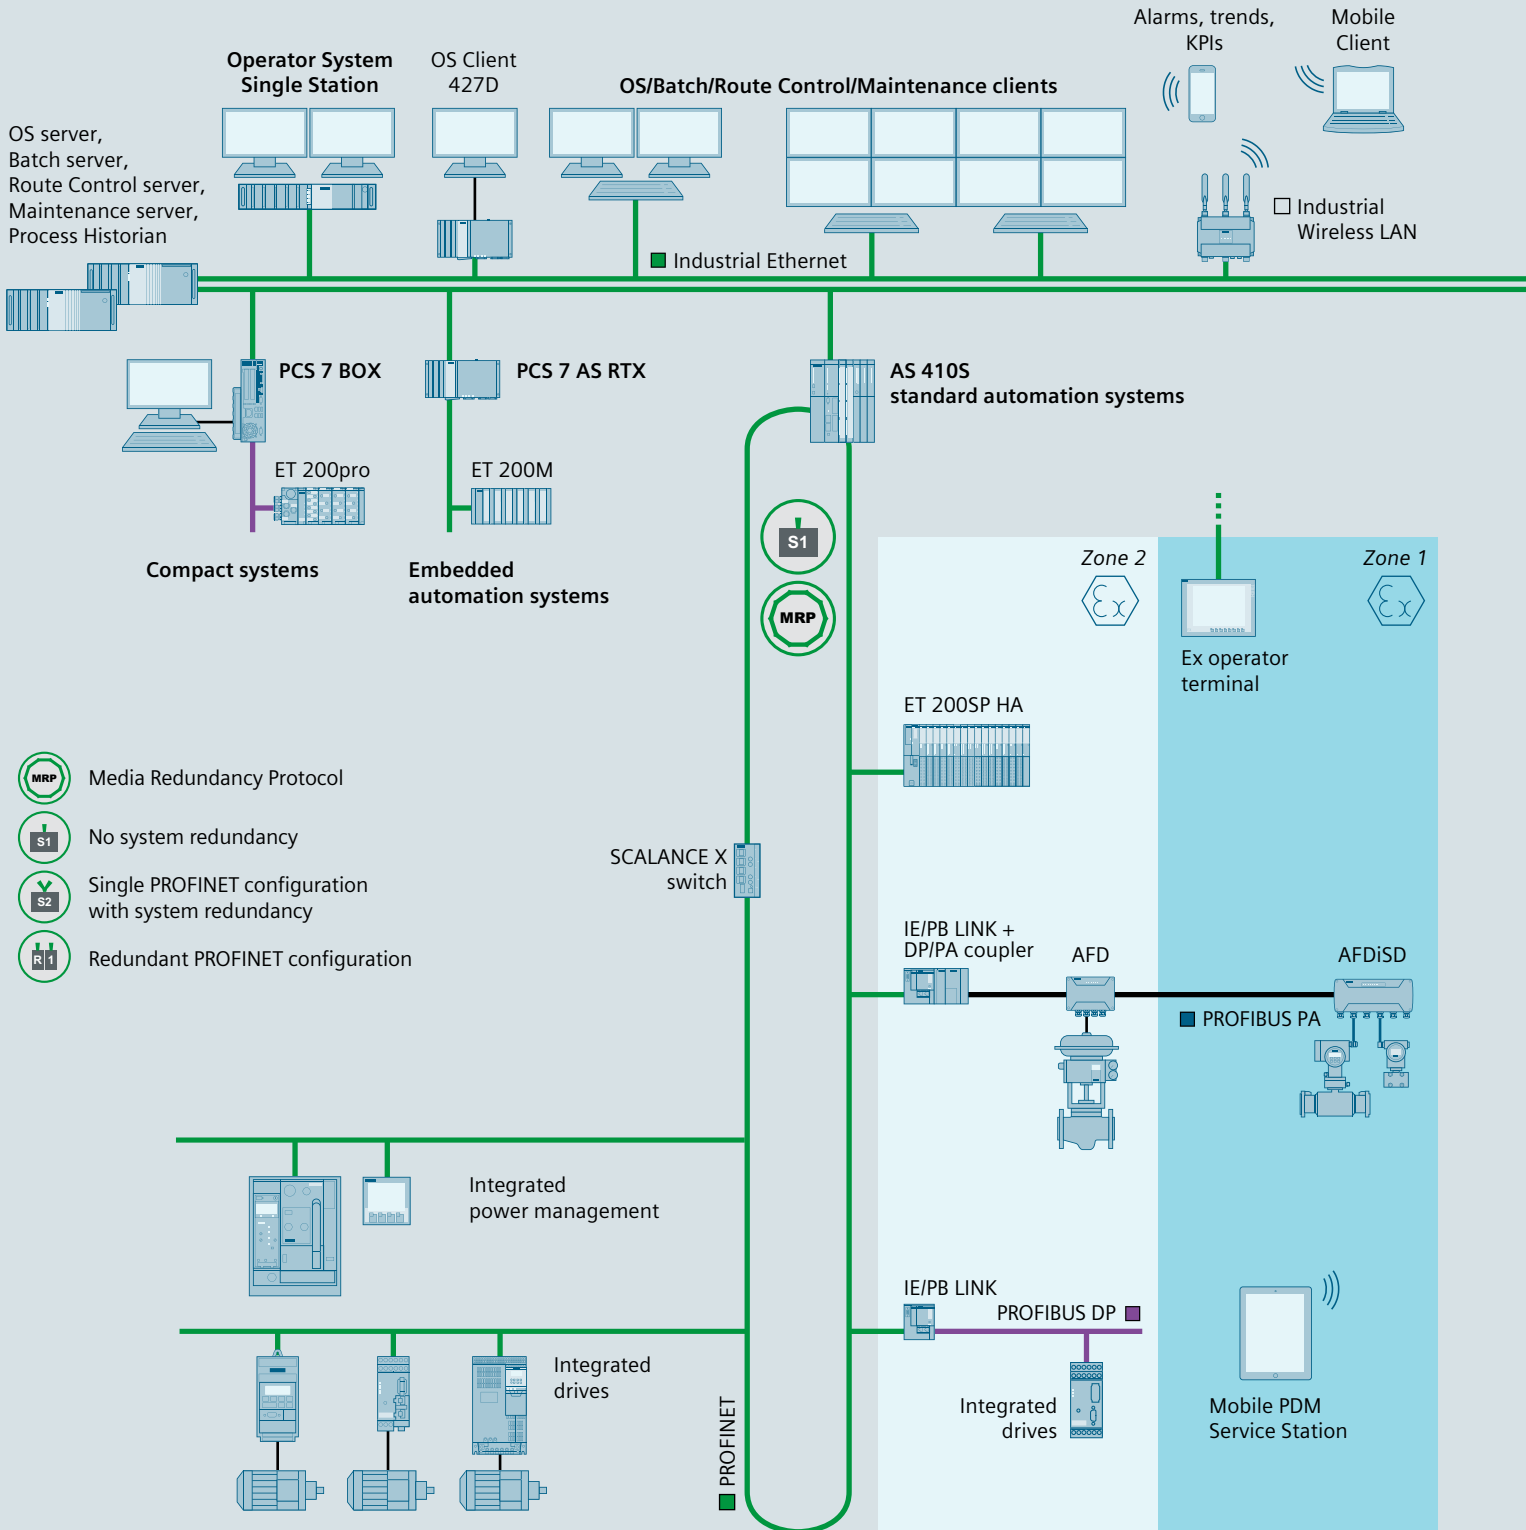 Alarms, trends,
KPIs
Mobile
Client
Operator System
Single Station
OS Client
427D
OS/Batch/Route Control/Maintenance clients
OS server,
Batch server,
Route Control server,
Maintenance server,
Process Historian
Industrial
Wireless LAN
Industrial Ethernet
PCS 7 BOX
PCS 7 AS RTX
AS 410S
standard automation systems
ET 200pro
ET 200M
S1
Compact systems
Embedded
automation systems
MRP
Zone 2
Zone 1
Ex
Ex
Ex operator
terminal
ET 200SP HA
MRP
Media Redundancy Protocol
S1
No system redundancy
S2
Single PROFINET configuration
with system redundancy
R 1
Redundant PROFINET configuration
SCALANCE X
switch
IE/PB LINK +
DP/PA coupler
AFD
AFDiSD
PROFIBUS PA
Integrated
power management
IE/PB LINK
PROFIBUS DP
Integrated
drives
PROFINET
Integrated
drives
Mobile PDM
Service Station